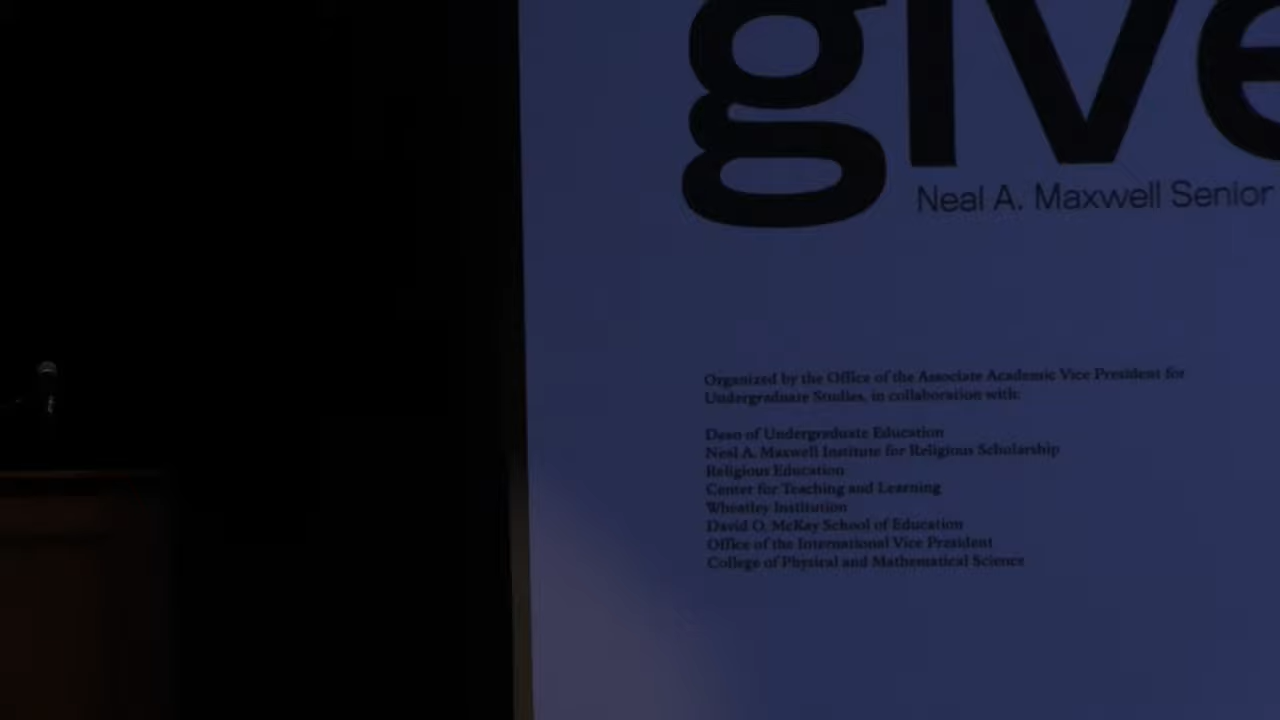 give
Neal A. Maxwell Senior
Organized by the Office of the Associate Academic Vice President for
Undergraduate Studies, in collaboration with:
Dean of Undergraduate Education
Neal A. Maxwell Institute for Religious Scholarship
Religious Education
Center for Teaching and Learning
Wheatley Institution
David O. McKay School of Education
Office of the International Vice President
College of Physical and Mathematical Science